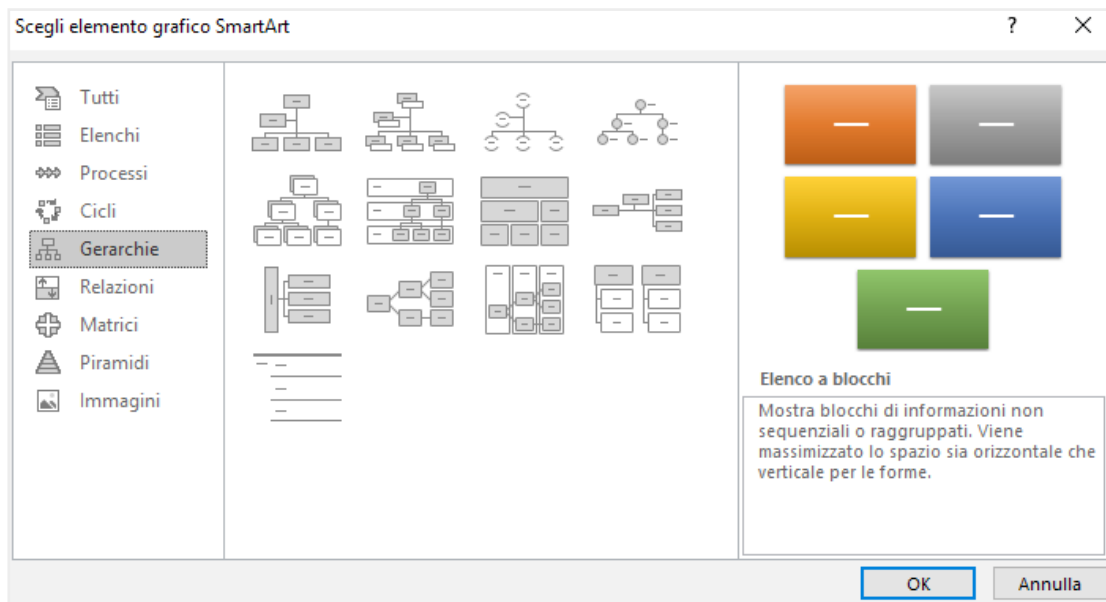 Scegli elemento grafico SmartArt
?
Tutti
Elenchi
Processi
Cicli
Gerarchie
Relazioni
Matrici
Piramidi
Immagini
Elenco a blocchi
Mostra blocchi di informazioni non
sequenziali o raggruppati. Viene
massimizzato lo spazio sia orizzontale che
verticale per le forme.
OK
Annulla